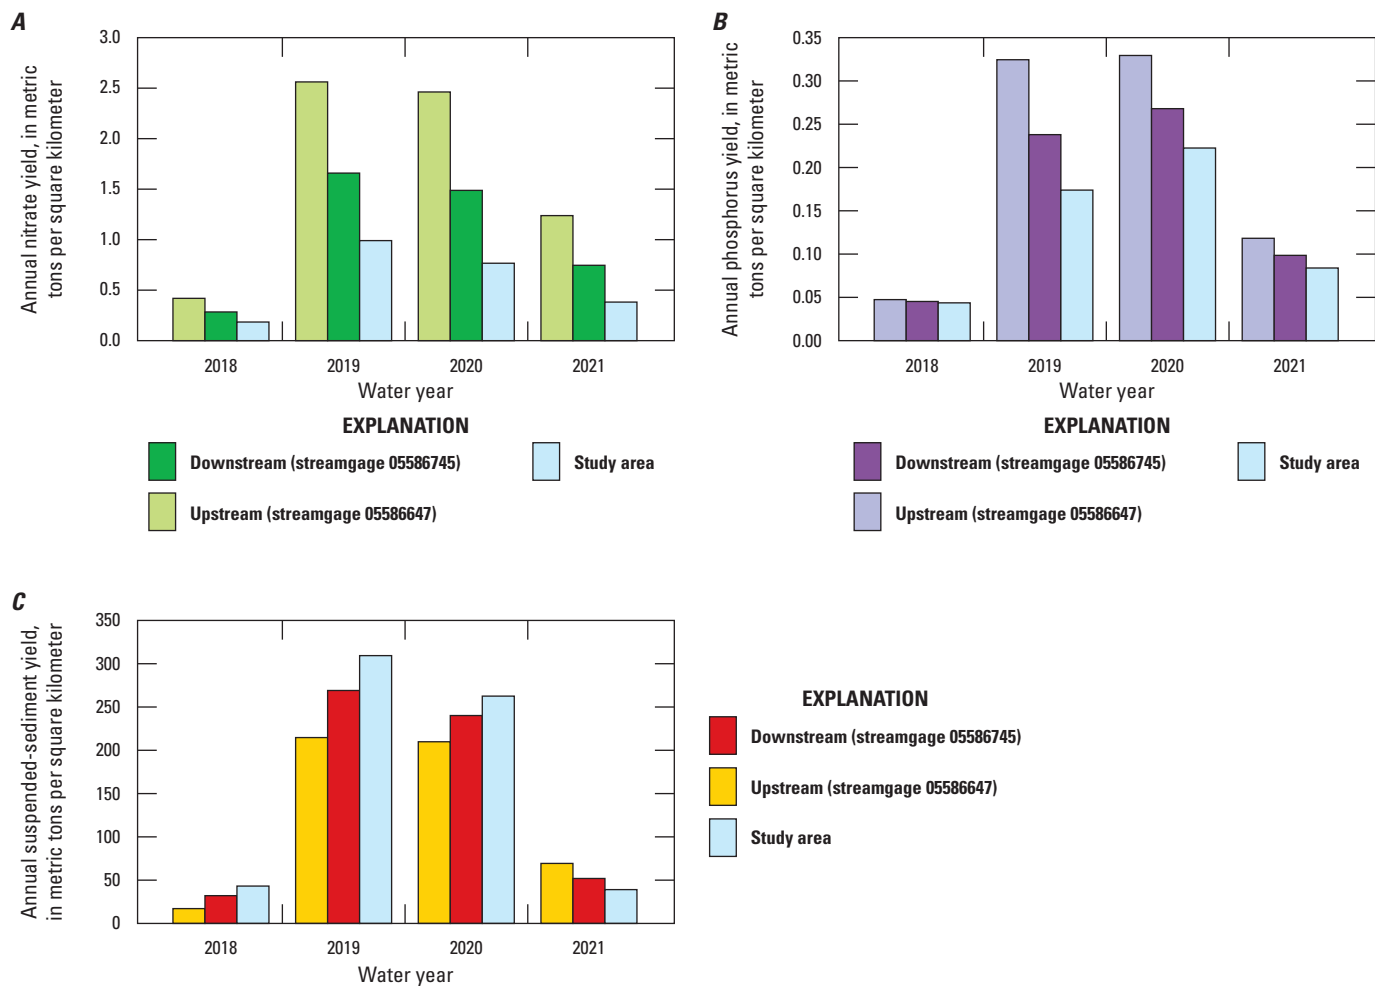 A
Annual nitrate yield, in metric
tons per square kilometer
3.0
2.5
2.0
1.5
1.0
0.5
0.0
2018
2019
2020
2021
Water year
EXPLANATION
Downstream (streamgage 05586745)
Study area
Upstream (streamgage 05586647)
B
Annual phosphorus yield, in metric
tons per square kilometer
0.35
0.30
0.25
0.20
0.15
0.10
0.05
0.00
2018
2019
2020
2021
Water year
EXPLANATION
Downstream (streamgage 05586745)
Study area
Upstream (streamgage 05586647)
C
Annual suspended-sediment yield,
in metric tons per square kilometer
350
300
250
200
150
100
50
0
2018
2019
2020
2021
Water year
EXPLANATION
Downstream (streamgage 05586745)
Upstream (streamgage 05586647)
Study area